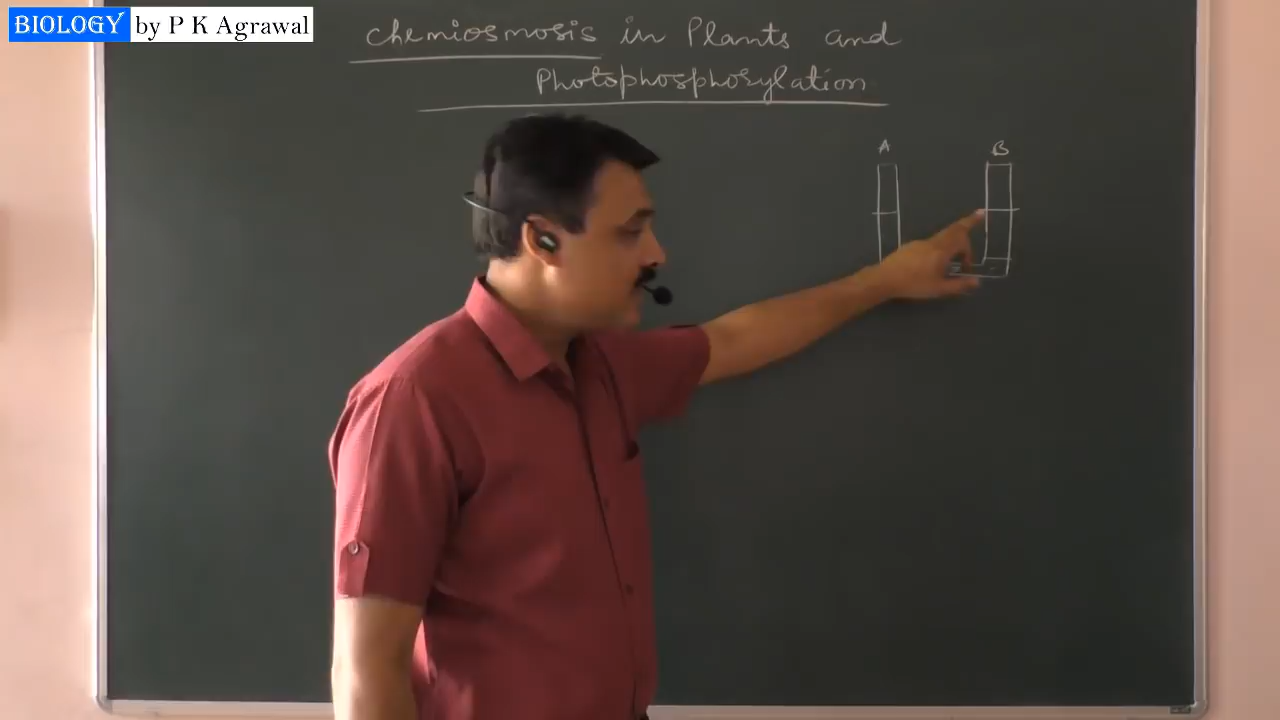 BIOLOGY by P K Agrawal
chemiosmosis in Plants and
Photophosphorylation
A B